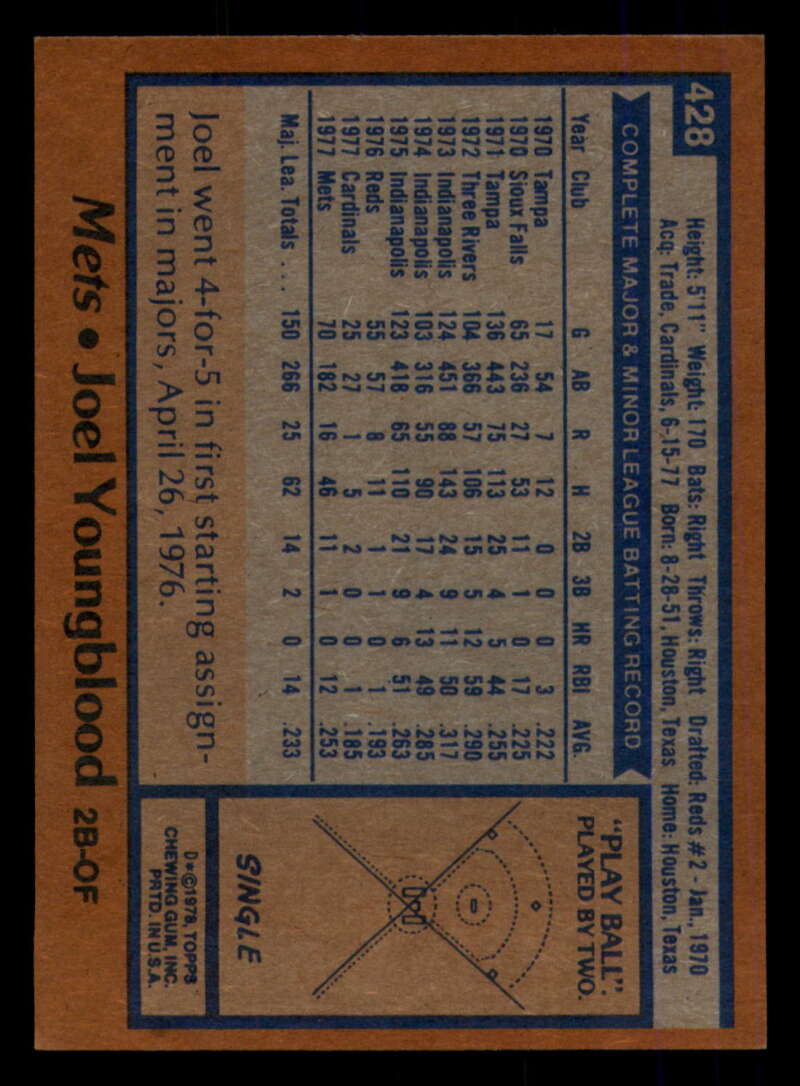 428
Height: 5'11" Weight: 170 Bats: Right Throws: Right Drafted: Reds #2 - Jan., 1970
Acq: Trade, Cardinals, 6-15-77 Born: 8-28-51, Houston, Texas Home: Houston, Texas
COMPLETE MAJOR & MINOR LEAGUE BATTING RECORD
Year Club G AB R H 2B 3B HR RBI AVG.
1970 Tampa 17 54 7 12 0 0 0 3 .222
1970 Sioux Falls 65 236 27 53 11 1 0 17 .225
1971 Tampa 136 443 75 113 25 4 5 44 .255
1972 Three Rivers 104 366 57 106 15 5 12 59 .290
1973 Indianapolis 124 451 88 143 24 9 11 50 .317
1974 Indianapolis 103 316 55 90 17 4 13 49 .285
1975 Indianapolis 123 418 65 110 21 9 6 51 .263
1976 Reds 55 57 8 11 1 1 0 1 .193
1977 Cardinals 25 27 1 5 2 0 0 1 .185
1977 Mets 70 182 16 46 11 1 0 12 .253
Maj. Lea. Totals . . . 150 266 25 62 14 2 0 14 .233
Joel went 4-for-5 in first starting assign-
ment in majors, April 26, 1976.
"PLAY BALL".
PLAYED BY TWO.
SINGLE
D*©1978, TOPPS
CHEWING GUM, INC.
PRTD. IN U.S.A.
Mets • Joel Youngblood 2B-OF